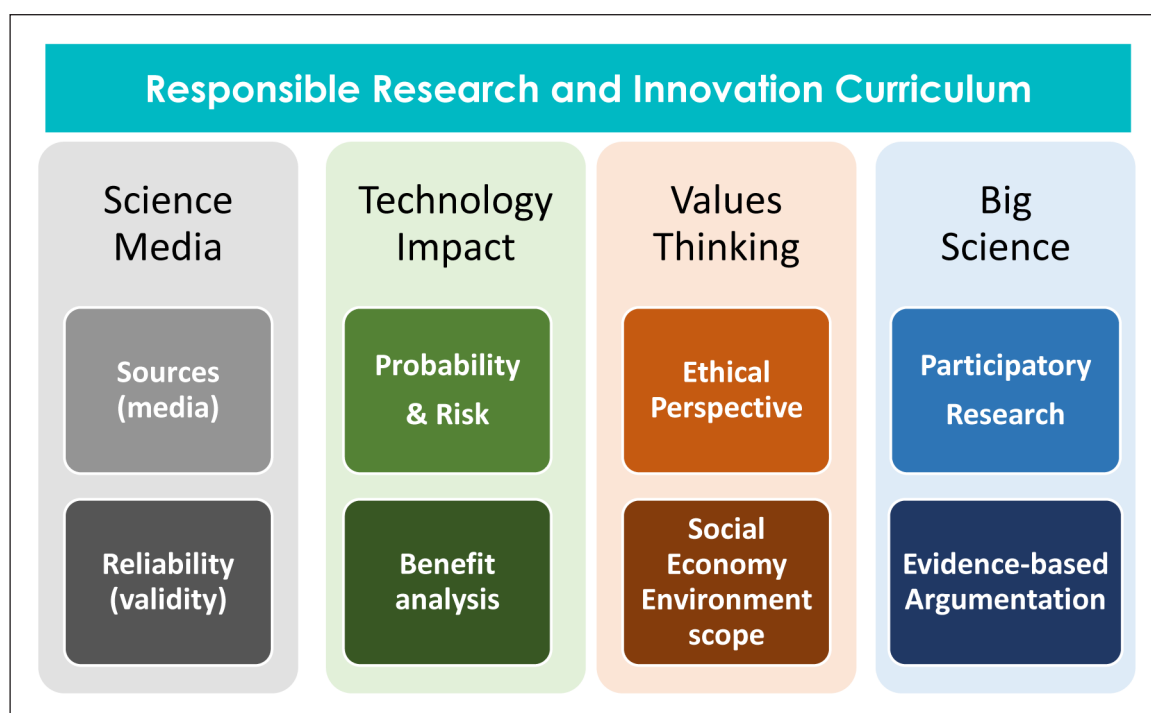 Responsible Research and Innovation Curriculum
Science
Media
Sources
(media)
Reliability
(validity)
Technology
Impact
Probability
& Risk
Benefit
analysis
Values
Thinking
Ethical
Perspective
Social
Economy
Environment
scope
Big
Science
Participatory
Research
Evidence-based
Argumentation